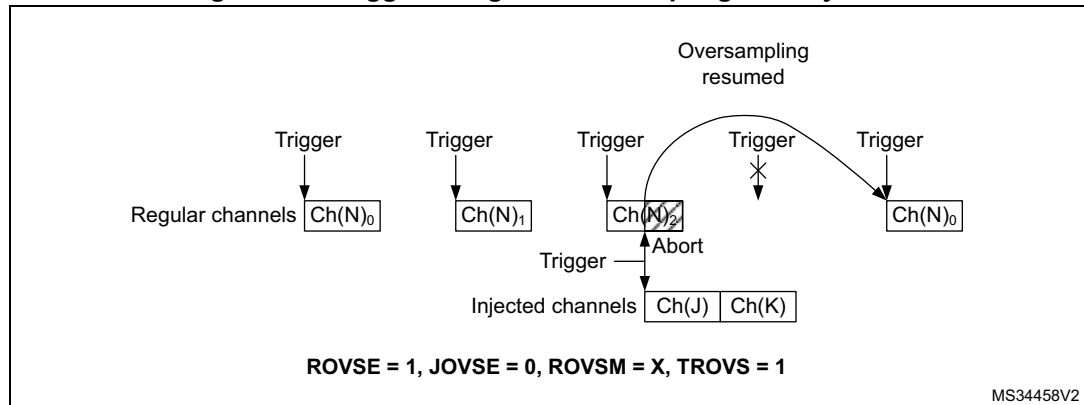 Oversampling
resumed
Trigger Trigger Trigger Trigger Trigger
Regular channels Ch(N)₀ Ch(N)₁ Ch(N)₂ Ch(N)₀
Abort
Trigger
Injected channels Ch(J) Ch(K)
ROVSE = 1, JOVSE = 0, ROVSM = X, TROVS = 1
MS34458V2